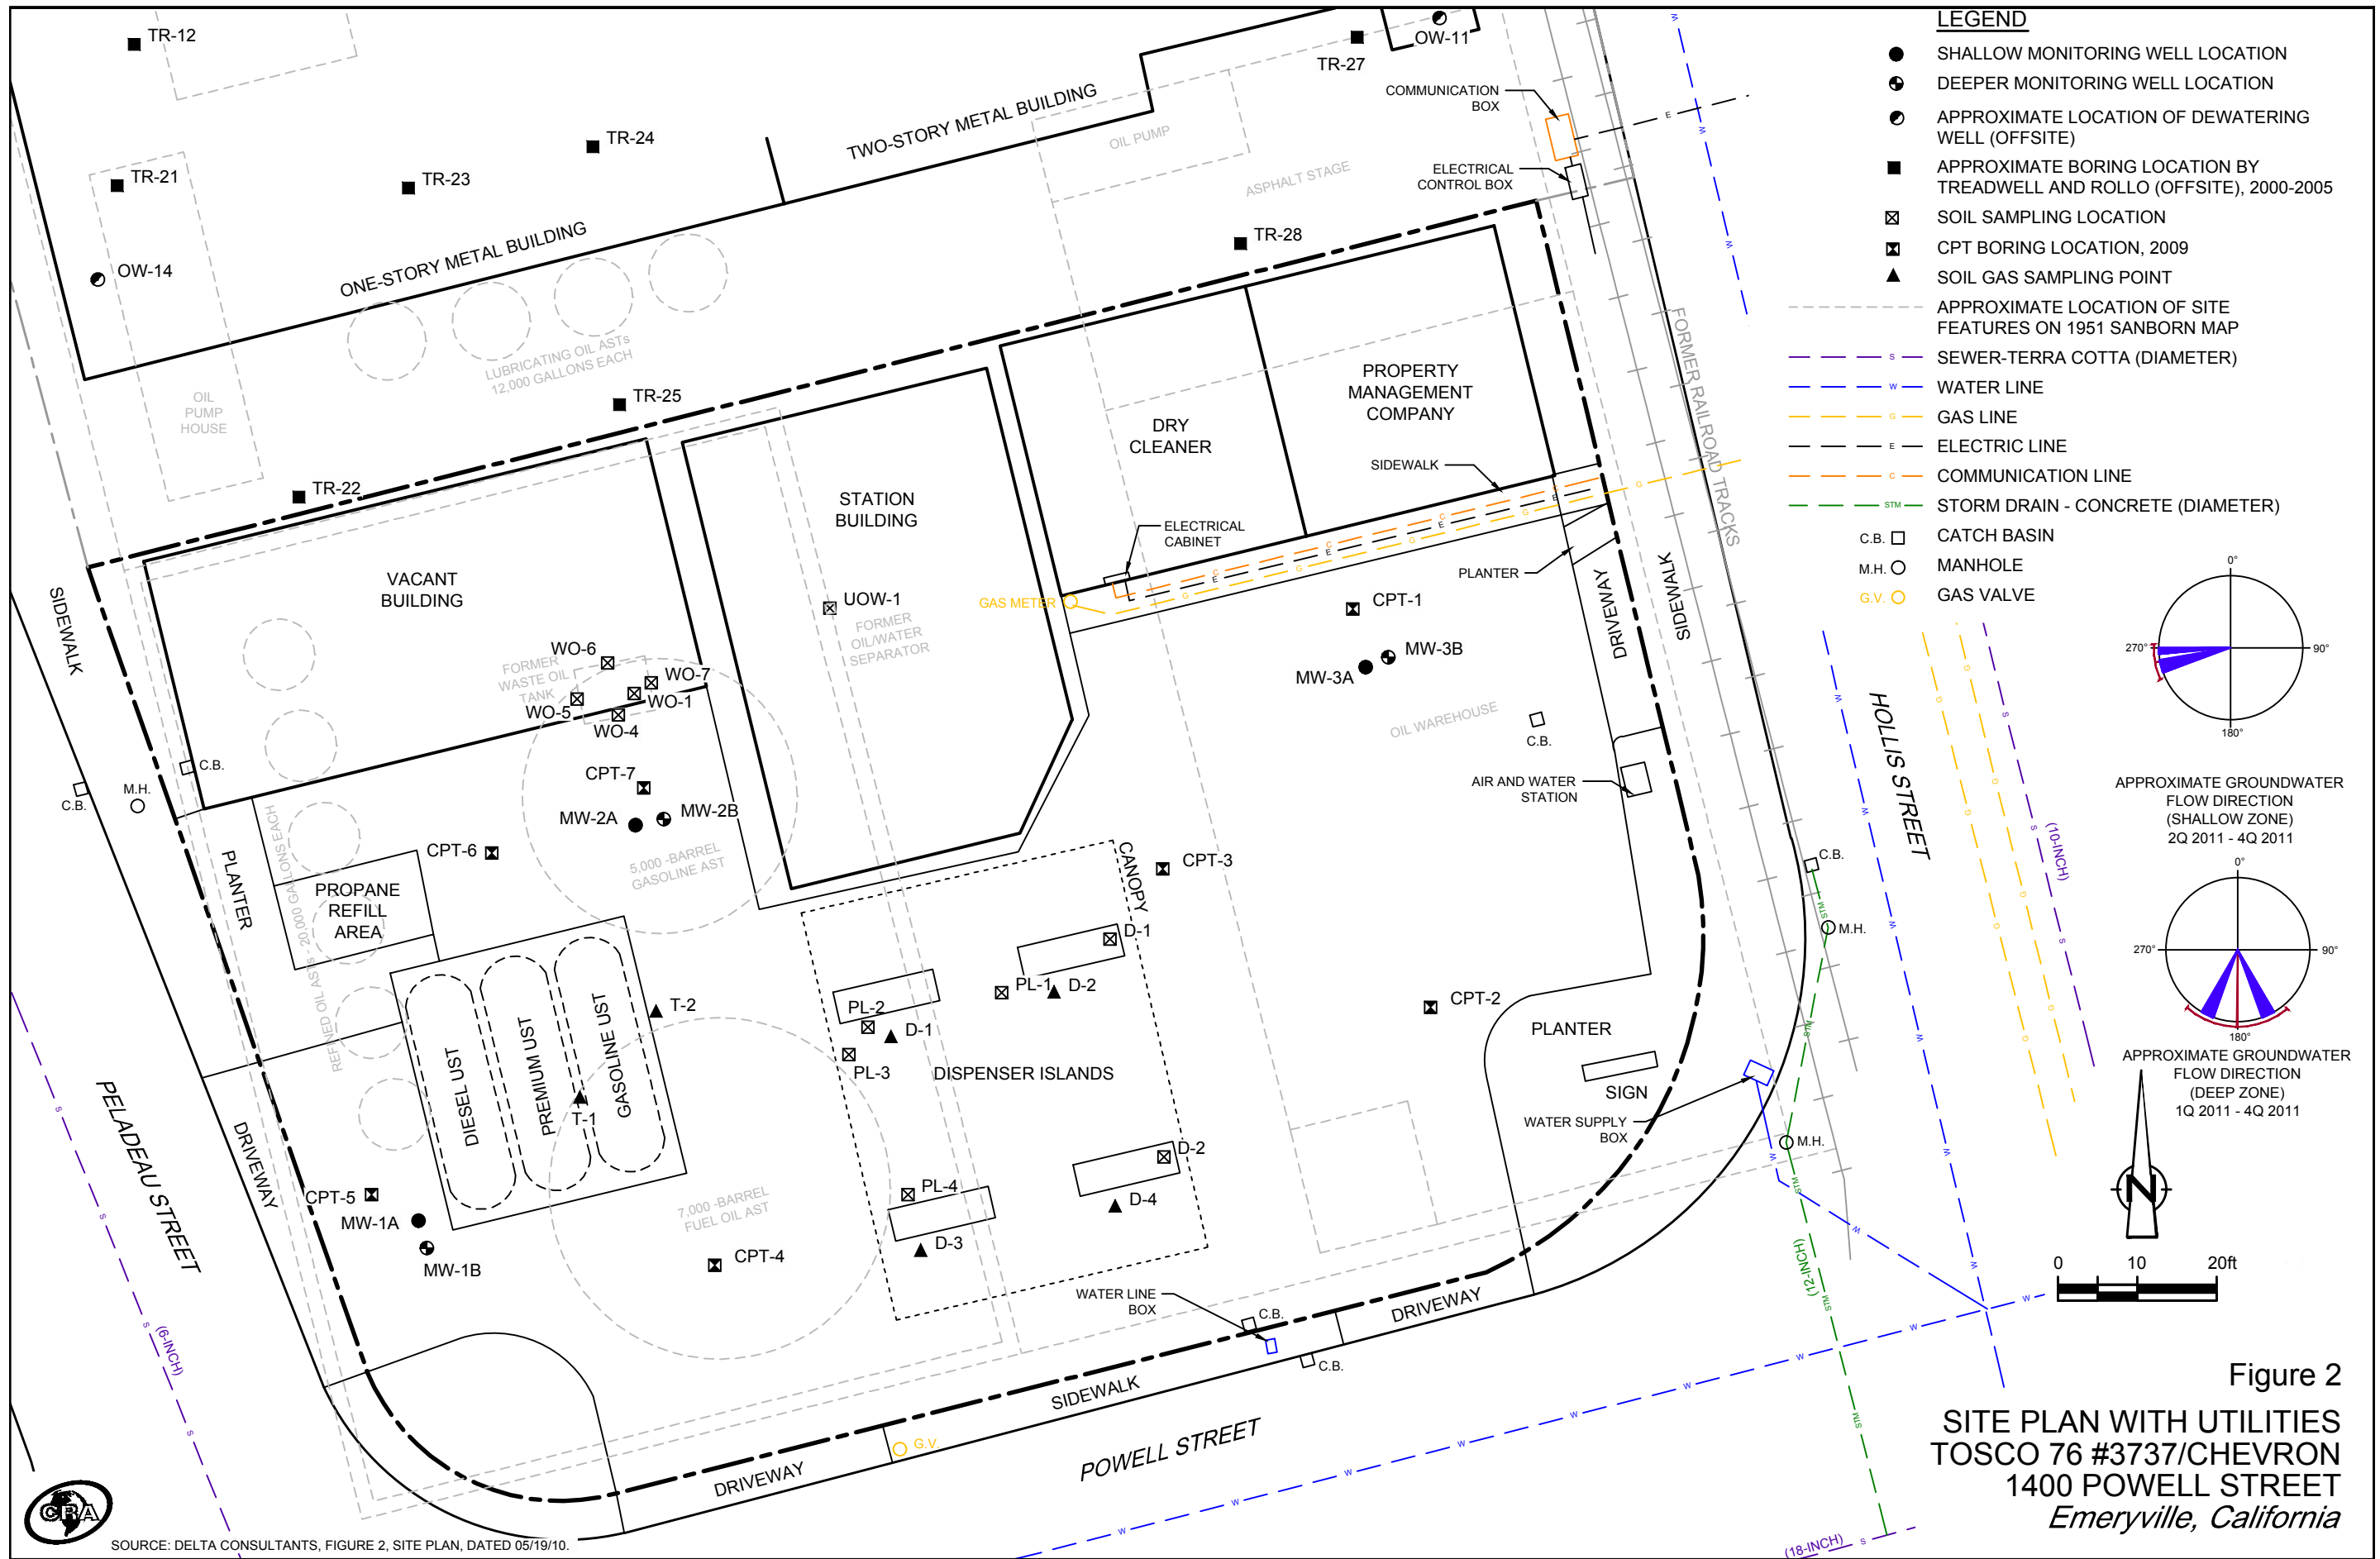 TR-12
TR-27
OW-11
TR-24
TR-21
TR-23
TWO-STORY METAL BUILDING
OIL PUMP
ASPHALT STAGE
COMMUNICATION
BOX
ELECTRICAL
CONTROL BOX
E
W
W
W
W
TR-28
OW-14
ONE-STORY METAL BUILDING
LUBRICATING OIL ASTs
12,000 GALLONS EACH
OIL
PUMP
HOUSE
TR-25
TR-22
FORMER RAILROAD TRACKS
PROPERTY
MANAGEMENT
COMPANY
DRY
CLEANER
SIDEWALK
STATION
BUILDING
ELECTRICAL
CABINET
C
E
G
C
E
G
C
E
G
C
E
G
G
VACANT
BUILDING
PLANTER
DRIVEWAY
SIDEWALK
SIDEWALK
UOW-1
FORMER
OIL/WATER
SEPARATOR
GAS METER
CPT-1
MW-3B
MW-3A
WO-6
FORMER
WASTE OIL
TANK
WO-7
WO-1
WO-5
WO-4
OIL WAREHOUSE
C.B.
AIR AND WATER
STATION
C.B.
C.B.
M.H.
CPT-7
MW-2A
MW-2B
CPT-6
5,000 -BARREL
GASOLINE AST
PLANTER
PROPANE
REFILL
AREA
REFINED OIL ASTs - 20,000 GALLONS EACH
CANOPY
CPT-3
D-1
PL-1
D-2
PL-2
D-1
PL-3
DISPENSER ISLANDS
T-2
T-1
DIESEL UST
PREMIUM UST
GASOLINE UST
CPT-2
PLANTER
SIGN
WATER SUPPLY
BOX
D-2
D-4
PL-4
D-3
7,000 -BARREL
FUEL OIL AST
CPT-4
CPT-5
MW-1A
MW-1B
DRIVEWAY
PELADEAU STREET
S
S
(6-INCH)
S
S
WATER LINE
BOX
C.B.
C.B.
DRIVEWAY
SIDEWALK
G.V
DRIVEWAY
POWELL STREET
HOLLIS STREET
C.B.
STM
M.H.
STM
M.H.
STM
(12-INCH)
STM
STM
W
W
W
W
W
W
W
W
W
W
W
W
W
W
G
G
G
G
G
G
S
S
S
(10-INCH)
(18-INCH)
S
LEGEND
SHALLOW MONITORING WELL LOCATION
DEEPER MONITORING WELL LOCATION
APPROXIMATE LOCATION OF DEWATERING
WELL (OFFSITE)
APPROXIMATE BORING LOCATION BY
TREADWELL AND ROLLO (OFFSITE), 2000-2005
SOIL SAMPLING LOCATION
CPT BORING LOCATION, 2009
SOIL GAS SAMPLING POINT
APPROXIMATE LOCATION OF SITE
FEATURES ON 1951 SANBORN MAP
S SEWER-TERRA COTTA (DIAMETER)
W WATER LINE
G GAS LINE
E ELECTRIC LINE
C COMMUNICATION LINE
STM STORM DRAIN - CONCRETE (DIAMETER)
C.B. CATCH BASIN
M.H. MANHOLE
G.V. GAS VALVE
0°
270°
90°
180°
APPROXIMATE GROUNDWATER
FLOW DIRECTION
(SHALLOW ZONE)
2Q 2011 - 4Q 2011
0°
270°
90°
180°
APPROXIMATE GROUNDWATER
FLOW DIRECTION
(DEEP ZONE)
1Q 2011 - 4Q 2011
N
0 10 20ft
Figure 2
SITE PLAN WITH UTILITIES
TOSCO 76 #3737/CHEVRON
1400 POWELL STREET
Emeryville, California
CRA
SOURCE: DELTA CONSULTANTS, FIGURE 2, SITE PLAN, DATED 05/19/10.